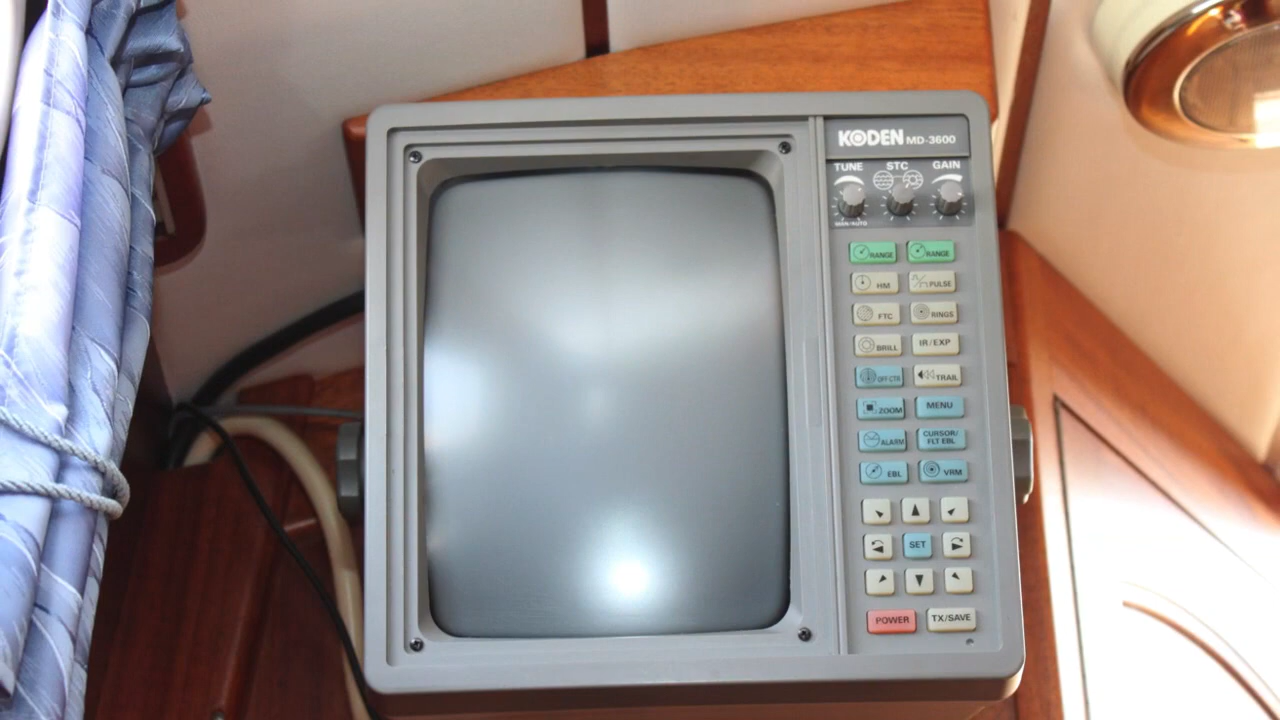 KODEN MD-3600
TUNE STC GAIN
MAN/AUTO
RANGE RANGE
HM PULSE
FTC RINGS
BRILL IR/EXP
OFF CTR TRAIL
ZOOM MENU
ALARM CURSOR/
FLT EBL
EBL VRM
SET
POWER TX/SAVE